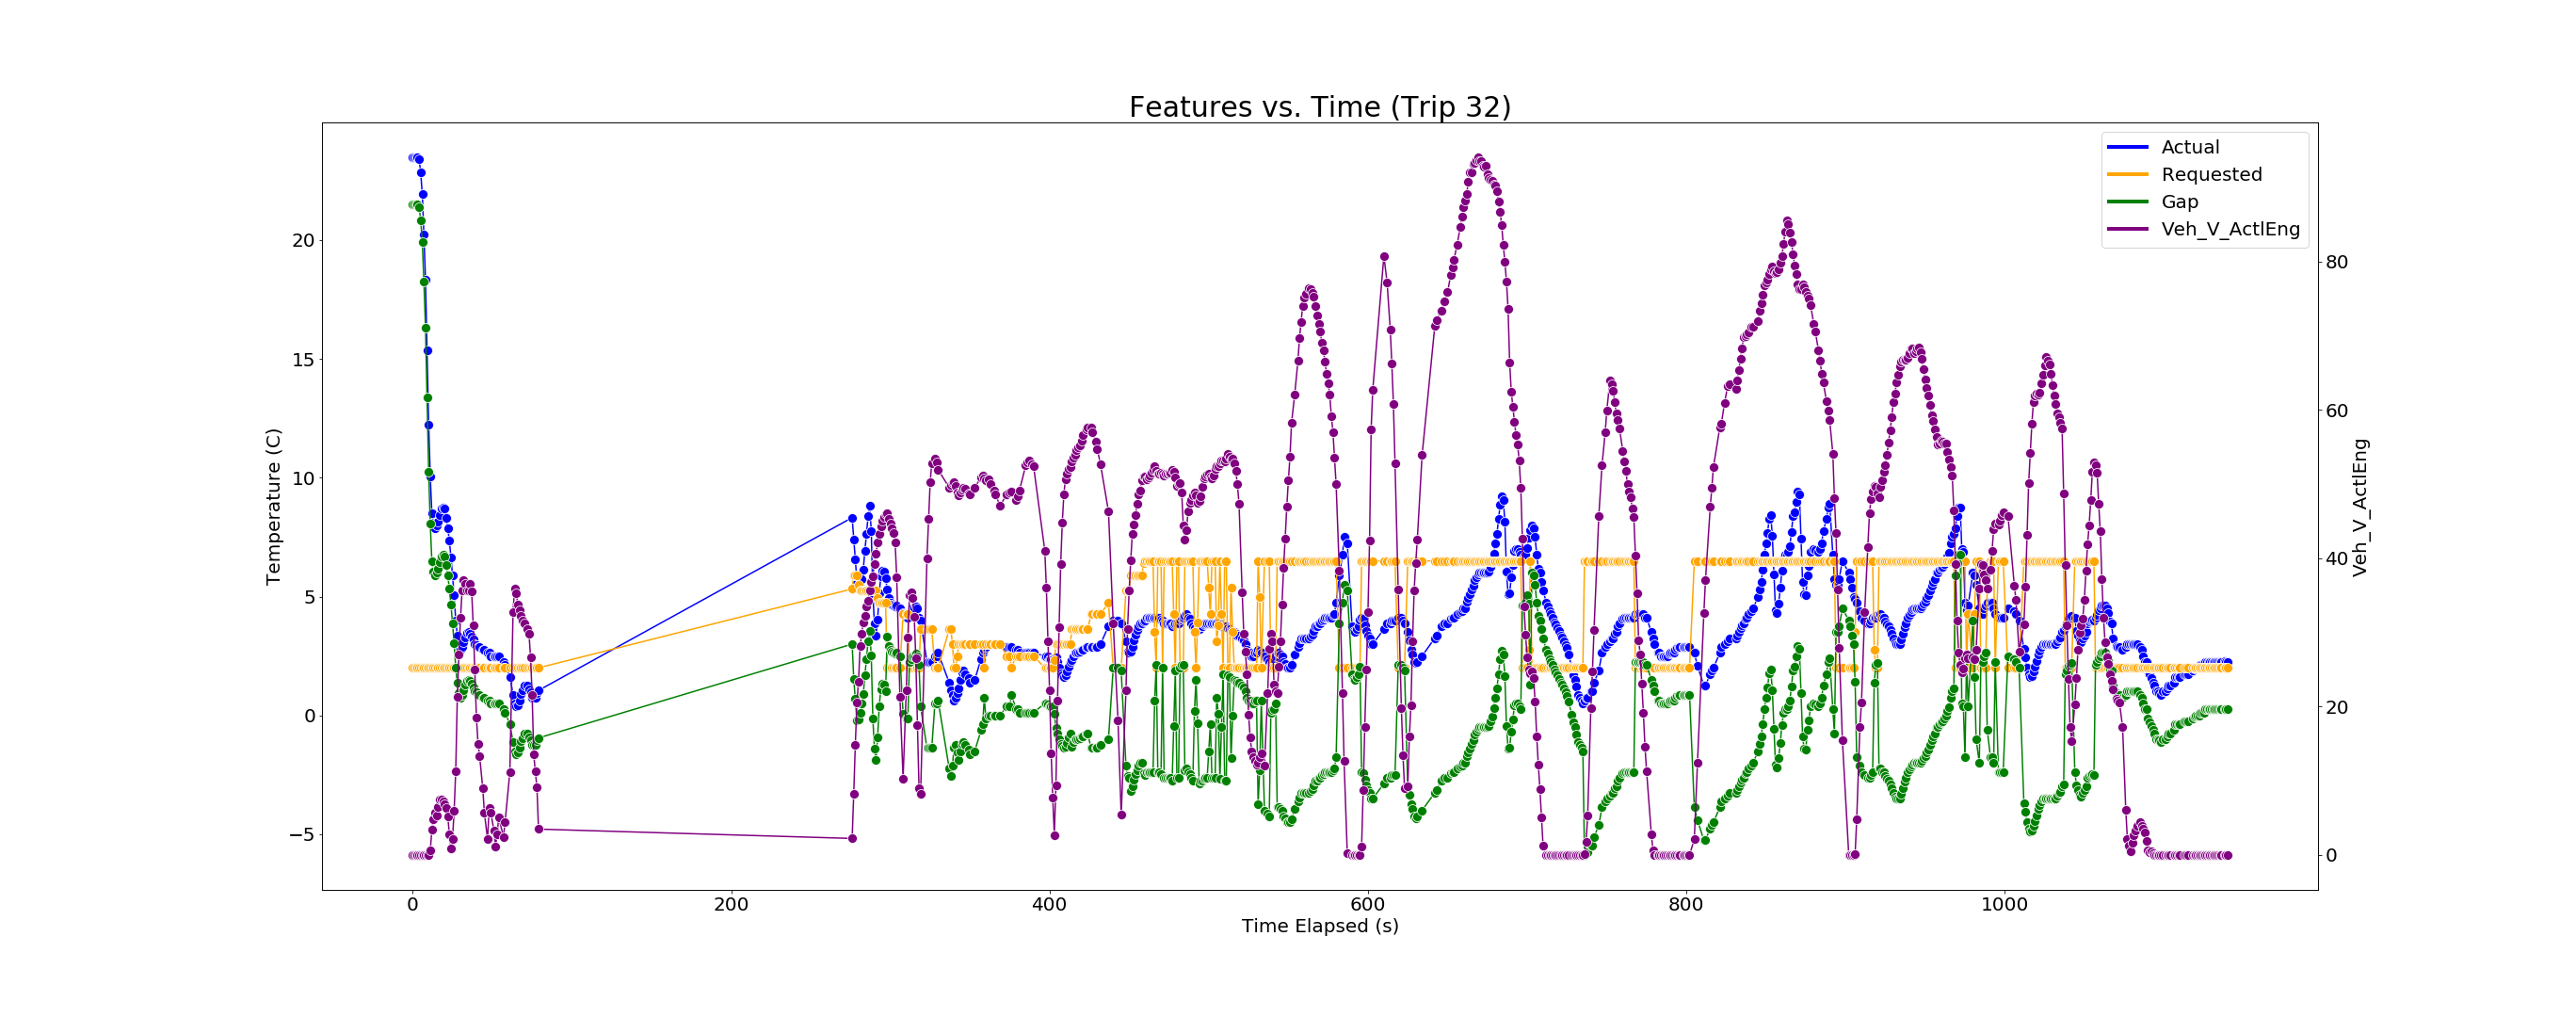 Features vs. Time (Trip 32)
Actual
Requested
Gap
Veh_V_ActlEng
Temperature (C)
20
15
10
5
0
−5
Veh_V_ActlEng
80
60
40
20
0
0 200 400 600 800 1000
Time Elapsed (s)